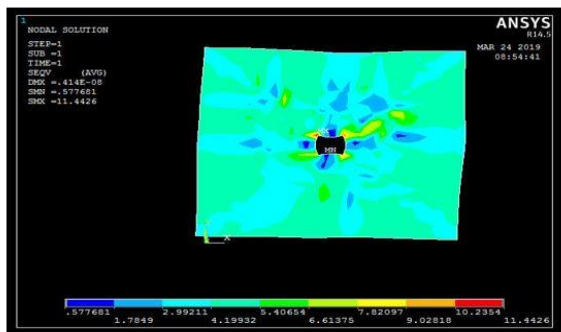 1
NODAL SOLUTION
STEP=1
SUB =1
TIME=1
SEQV (AVG)
DMX =.414E-08
SMN =.577681
SMX =11.4426
ANSYS
R14.5
MAR 24 2019
08:54:41
MN
X
.577681 2.99211 5.40654 7.82097 10.2354
1.7849 4.19932 6.61375 9.02818 11.4426